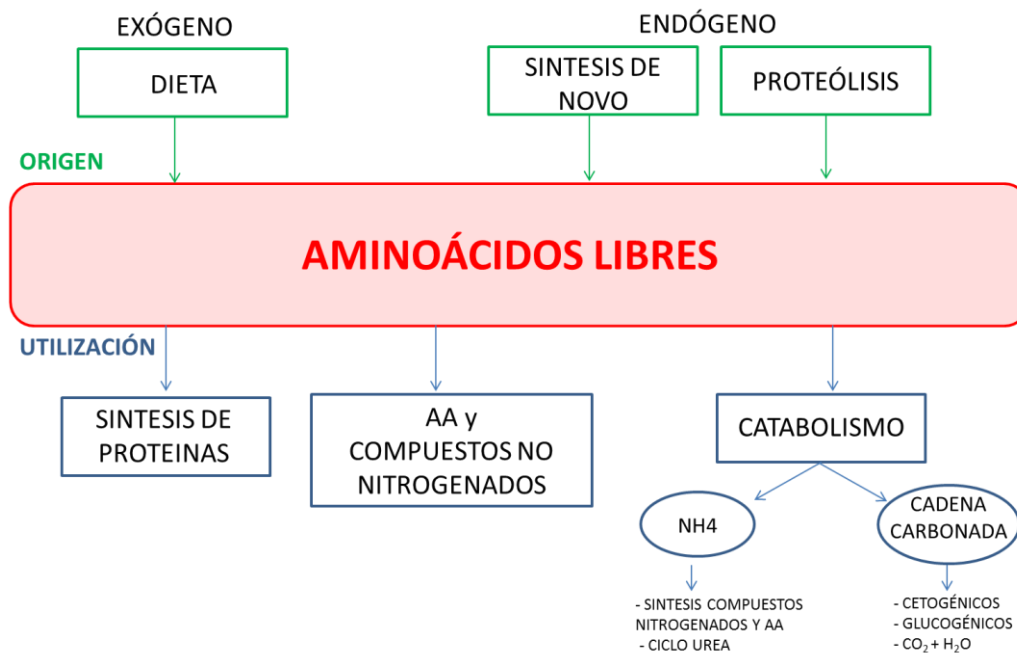 EXÓGENO
ENDÓGENO
DIETA
SINTESIS DE
NOVO
PROTEÓLISIS
ORIGEN
AMINOÁCIDOS LIBRES
UTILIZACIÓN
SINTESIS DE
PROTEINAS
AA y
COMPUESTOS NO
NITROGENADOS
CATABOLISMO
NH4
CADENA
CARBONADA
- SINTESIS COMPUESTOS
NITROGENADOS Y AA
- CICLO UREA
- CETOGÉNICOS
- GLUCOGÉNICOS
- CO₂ + H₂O